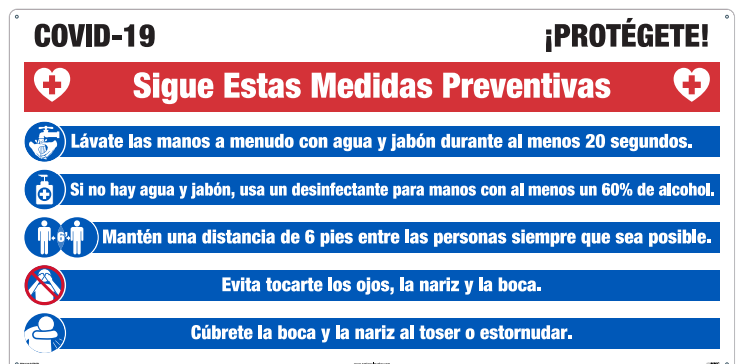 COVID-19 ¡PROTÉGETE!
Sigue Estas Medidas Preventivas
Lávate las manos a menudo con agua y jabón durante al menos 20 segundos.
Si no hay agua y jabón, usa un desinfectante para manos con al menos un 60% de alcohol.
6'
Mantén una distancia de 6 pies entre las personas siempre que sea posible.
Evita tocarte los ojos, la nariz y la boca.
Cúbrete la boca y la nariz al toser o estornudar.